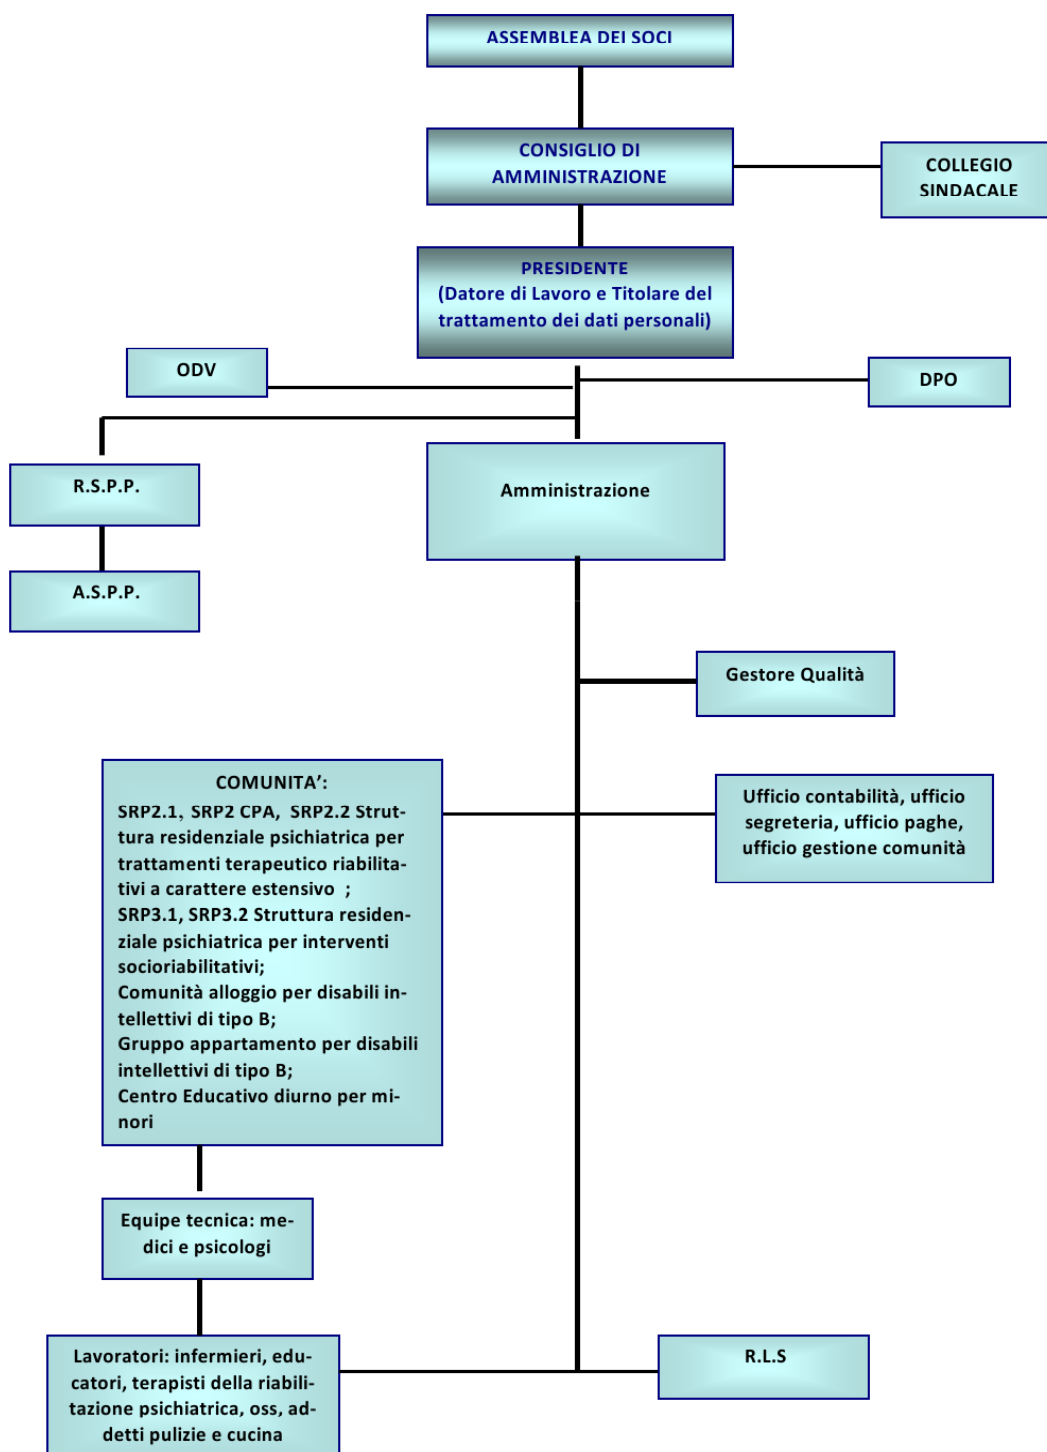 ASSEMBLEA DEI SOCI
CONSIGLIO DI
AMMINISTRAZIONE
COLLEGIO
SINDACALE
PRESIDENTE
(Datore di Lavoro e Titolare del
trattamento dei dati personali)
ODV
DPO
R.S.P.P.
Amministrazione
A.S.P.P.
Gestore Qualità
COMUNITA’:
SRP2.1, SRP2 CPA, SRP2.2 Strut-
tura residenziale psichiatrica per
trattamenti terapeutico riabilita-
tivi a carattere estensivo ;
SRP3.1, SRP3.2 Struttura residen-
ziale psichiatrica per interventi
socioriabilitativi;
Comunità alloggio per disabili in-
tellettivi di tipo B;
Gruppo appartamento per disabili
intellettivi di tipo B;
Centro Educativo diurno per mi-
nori
Ufficio contabilità, ufficio
segreteria, ufficio paghe,
ufficio gestione comunità
Equipe tecnica: me-
dici e psicologi
Lavoratori: infermieri, edu-
catori, terapisti della riabili-
tazione psichiatrica, oss, ad-
detti pulizie e cucina
R.L.S